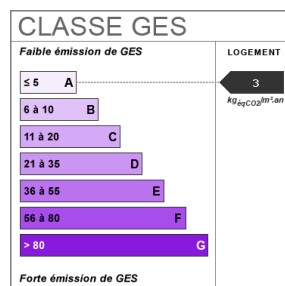 CLASSE GES
Faible émission de GES
LOGEMENT
≤ 5 A
3
kgéqCO2/m².an
6 à 10 B
11 à 20 C
21 à 35 D
36 à 55 E
56 à 80 F
> 80 G
Forte émission de GES